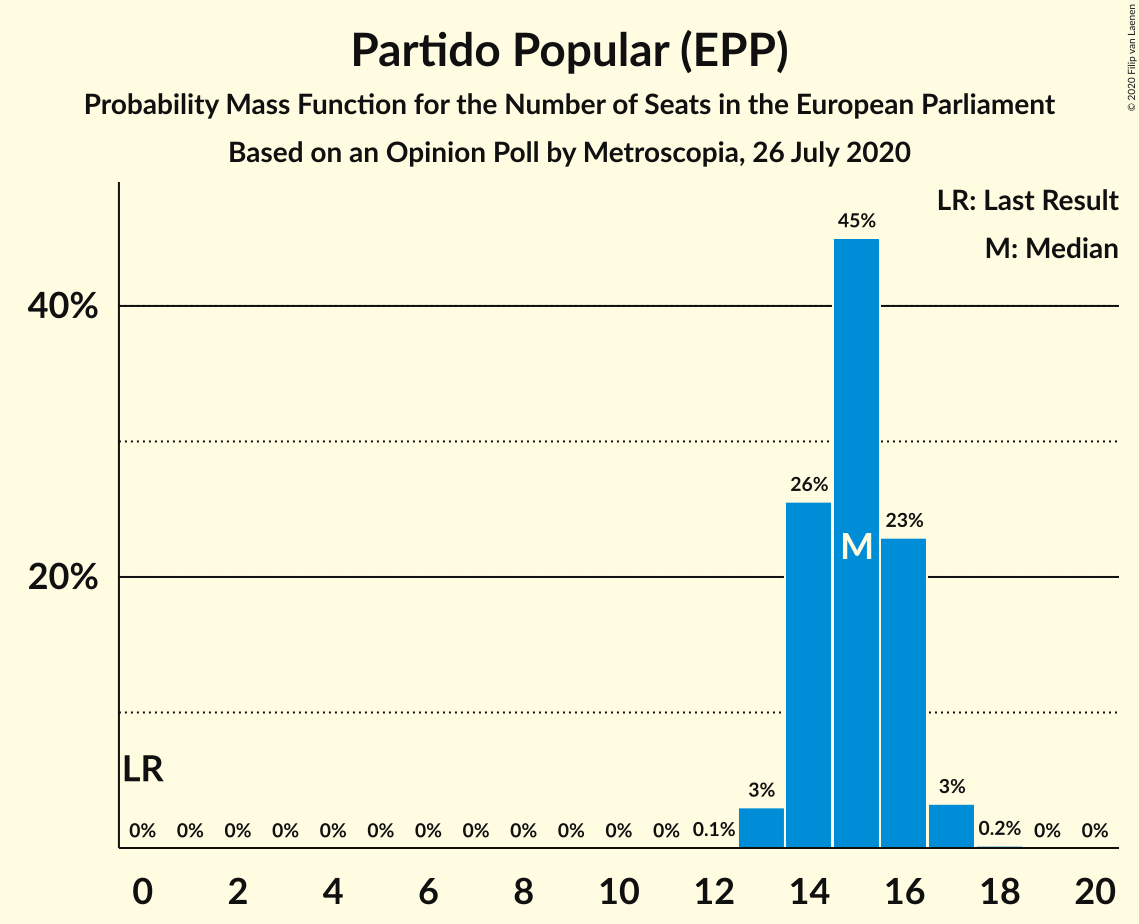 Partido Popular (EPP)
Probability Mass Function for the Number of Seats in the European Parliament
Based on an Opinion Poll by Metroscopia, 26 July 2020
© 2020 Filip van Laenen
LR: Last Result
M: Median
45%
40%
26%
23%
M
20%
LR
3%
3%
0% 0% 0% 0% 0% 0% 0% 0% 0% 0% 0% 0% 0.1% 0.2% 0% 0%
0 2 4 6 8 10 12 14 16 18 20